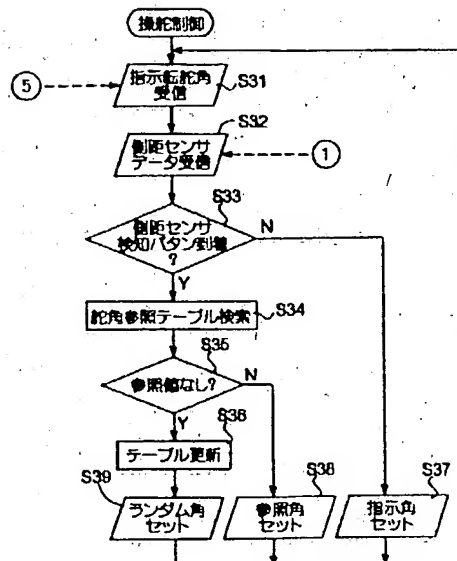 操舵制御
指示転舵角
受信
S31
5
S32
側距センサ
データ受信
1
S33
側距センサ
検知パタン到着
?
N
Y
舵角参照テーブル検索
S34
S35
参照値なし?
N
Y
S36
テーブル更新
S39
ランダム角
セット
S38
参照角
セット
S37
指示角
セット